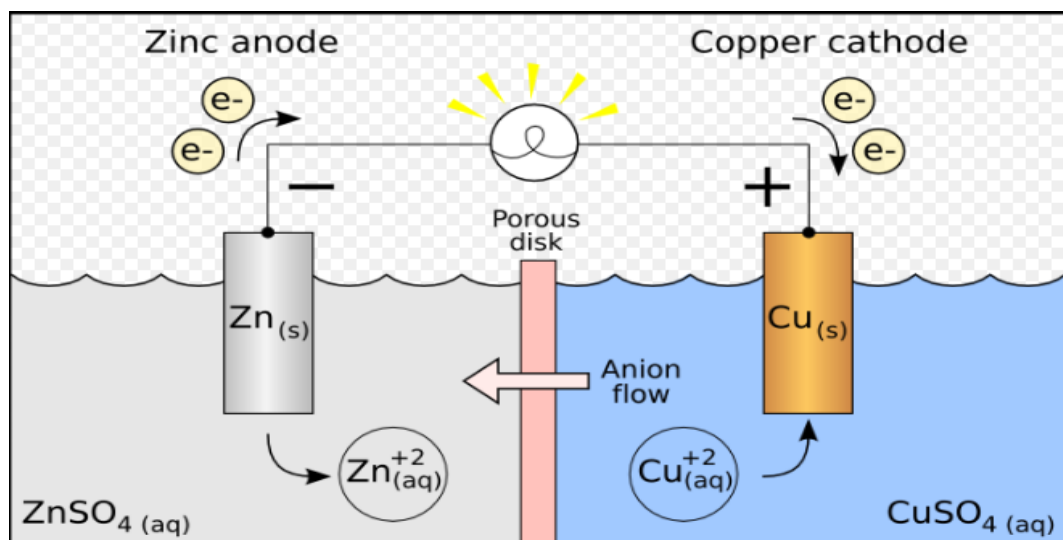 Zinc anode
Copper cathode
e-
e-
e-
e-
−
+
Porous
disk
Zn (s)
Cu (s)
Anion
flow
Zn+2(aq)
Cu+2(aq)
ZnSO4 (aq)
CuSO4 (aq)